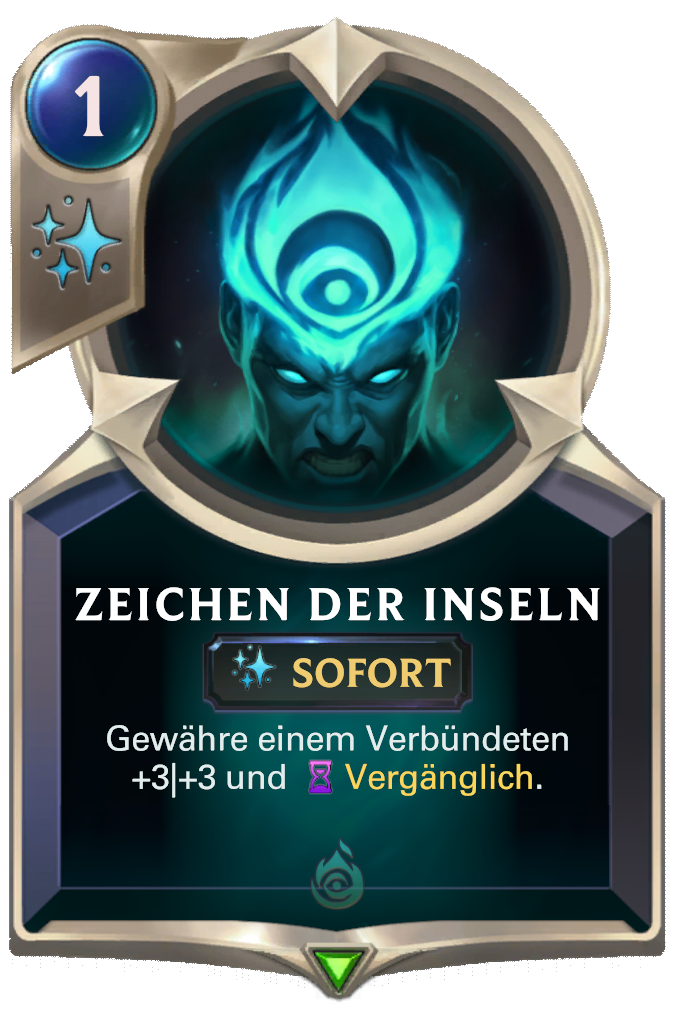 1
ZEICHEN DER INSELN
SOFORT
Gewähre einem Verbündeten
+3|+3 und Vergänglich.